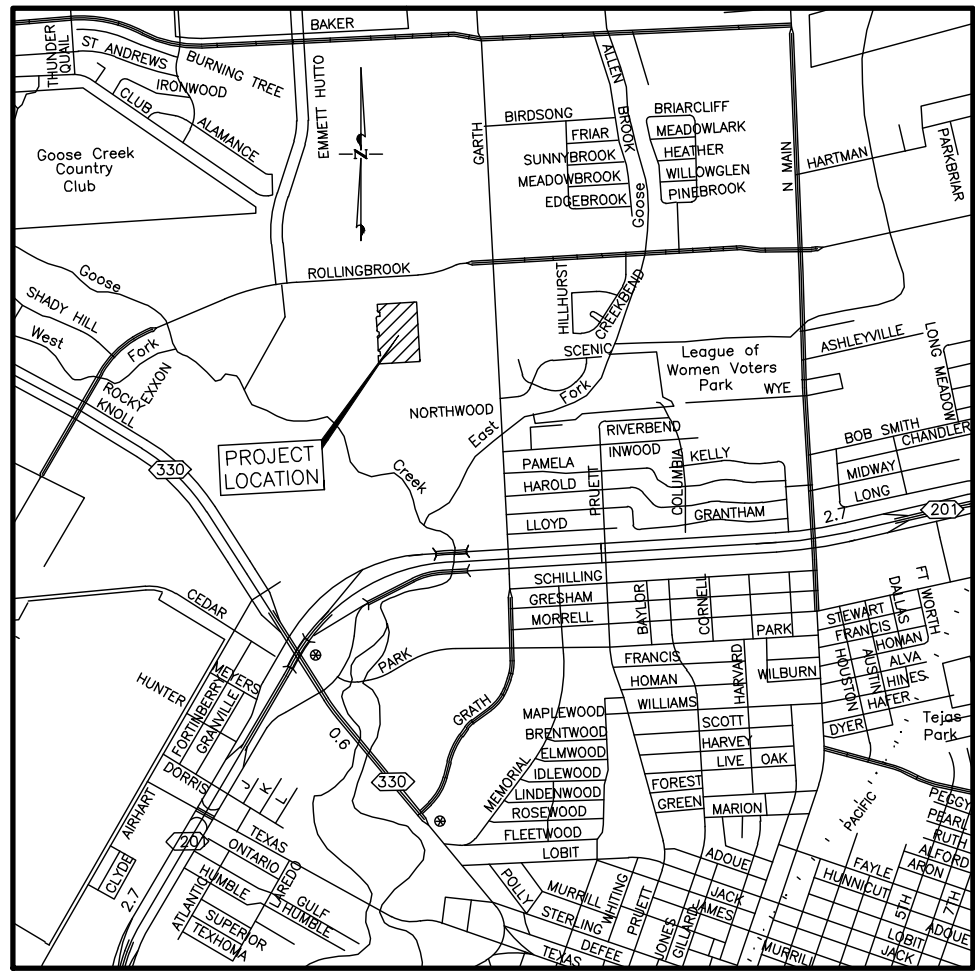 BAKER
THUNDER
QUAIL
ST ANDREWS
BURNING TREE
IRONWOOD
CLUB
ALAMANCE
Goose Creek
Country
Club
EMMETT HUTTO
N
GARTH
ALLEN BROOK
BIRDSONG
FRIAR
SUNNYBROOK
MEADOWBROOK
EDGEBROOK
BRIARCLIFF
MEADOWLARK
HEATHER
WILLOWGLEN
PINEBROOK
Goose
N MAIN
HARTMAN
PARKBRIAR
Goose
ROLLINGBROOK
SHADY HILL
West
Fork
EXXON
ROCKY
KNOLL
HILLHURST
CREEKBEND
SCENIC
Fork
East
NORTHWOOD
League of
Women Voters
Park
WYE
ASHLEYVILLE
LONG MEADOW
BOB SMITH
CHANDLER
MIDWAY
LONG
PROJECT
LOCATION
330
Creek
RIVERBEND
INWOOD
PAMELA
HAROLD
LLOYD
PRUETT
COLUMBIA
KELLY
GRANTHAM
2.7
201
SCHILLING
GRESHAM
MORRELL
BAYLOR
CORNELL
PARK
STEWART
FRANCIS
DALLAS
FT WORTH
HOMAN
ALVA
HINES
HAFER
HOUSTON
AUSTIN
DYER
Tejas
Park
CEDAR
HUNTER
MEYERS
FORTINBERRY
GRANVILLE
PARK
GRATH
0.6
330
FRANCIS
HOMAN
WILLIAMS
HARVARD
WILBURN
SCOTT
HARVEY
LIVE OAK
FOREST
GREEN
MARION
MAPLEWOOD
BRENTWOOD
ELMWOOD
IDLEWOOD
LINDENWOOD
ROSEWOOD
FLEETWOOD
LOBIT
MEMORIAL
DORRIS
AIRHART
CLYDE
2.7
201
J
K
L
TEXAS
ONTARIO
ATLANTIC
HUMBLE
LAREDO
GULF
HUMBLE
SUPERIOR
TEXHOMA
POLLY
MURRILL
STERLING
DEFEE
TEXAS
WHITING
PRUETT
JONES
GILLARD
ADOUE
JACK
JAMES
PACIFIC
FAYLE
HUNNICUT
PEGGY
PEARL
RUTH
ALFORD
ARON
5TH
7TH
ADOUE
LOBIT
JACK
MURRILL